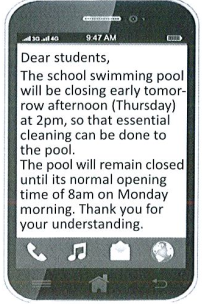 3G 4G 9:47 AM
Dear students,
The school swimming pool
will be closing early tomor-
row afternoon (Thursday)
at 2pm, so that essential
cleaning can be done to
the pool.
The pool will remain closed
until its normal opening
time of 8am on Monday
morning. Thank you for
your understanding.